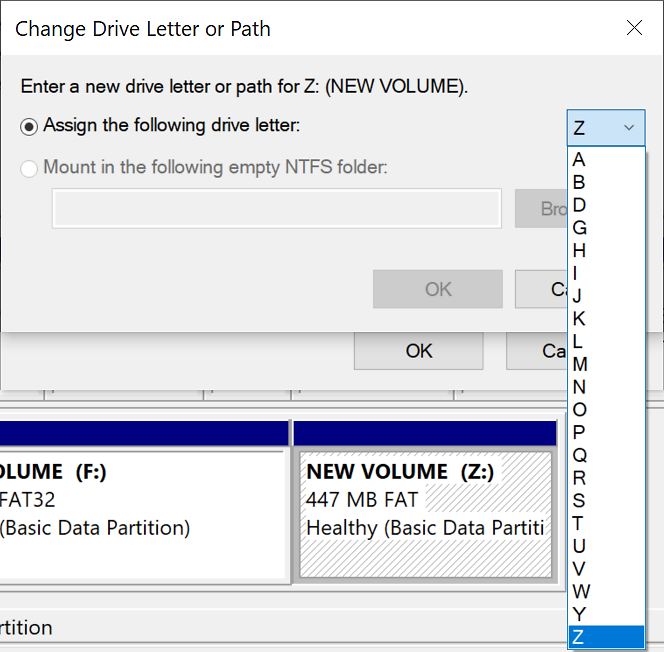 Change Drive Letter or Path
Enter a new drive letter or path for Z: (NEW VOLUME).
Assign the following drive letter:
Z
Mount in the following empty NTFS folder:
Bro
OK
Ca
OK
Ca
A
B
D
G
H
I
J
K
L
M
N
O
P
Q
R
S
T
U
V
W
Y
Z
OLUME (F:)
FAT32
(Basic Data Partition)
NEW VOLUME (Z:)
447 MB FAT
Healthy (Basic Data Partiti
rtition